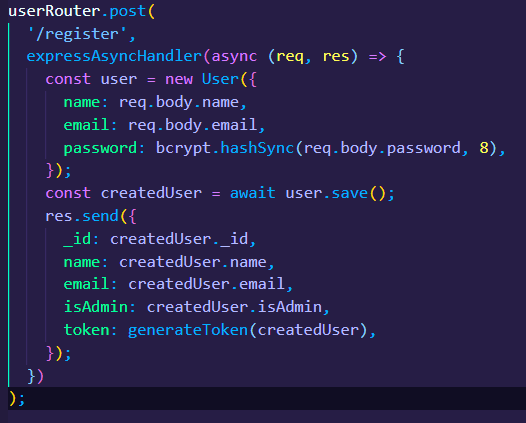 userRouter.post(
  '/register',
  expressAsyncHandler(async (req, res) => {
    const user = new User({
      name: req.body.name,
      email: req.body.email,
      password: bcrypt.hashSync(req.body.password, 8),
    });
    const createdUser = await user.save();
    res.send({
      _id: createdUser._id,
      name: createdUser.name,
      email: createdUser.email,
      isAdmin: createdUser.isAdmin,
      token: generateToken(createdUser),
    });
  })
);